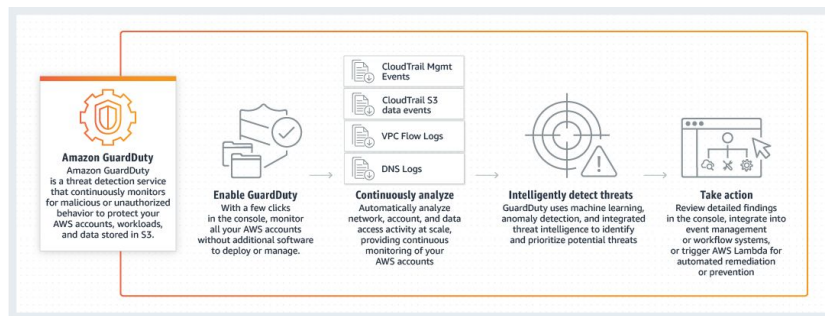 Amazon GuardDuty
Amazon GuardDuty
is a threat detection service
that continuously monitors
for malicious or unauthorized
behavior to protect your
AWS accounts, workloads,
and data stored in S3.
Enable GuardDuty
With a few clicks
in the console, monitor
all your AWS accounts
without additional software
to deploy or manage.
CloudTrail Mgmt
Events
CloudTrail S3
data events
VPC Flow Logs
DNS Logs
Continuously analyze
Automatically analyze
network, account, and data
access activity at scale,
providing continuous
monitoring of your
AWS accounts
Intelligently detect threats
GuardDuty uses machine learning,
anomaly detection, and integrated
threat intelligence to identify
and prioritize potential threats
Take action
Review detailed findings
in the console, integrate into
event management
or workflow systems,
or trigger AWS Lambda for
automated remediation
or prevention